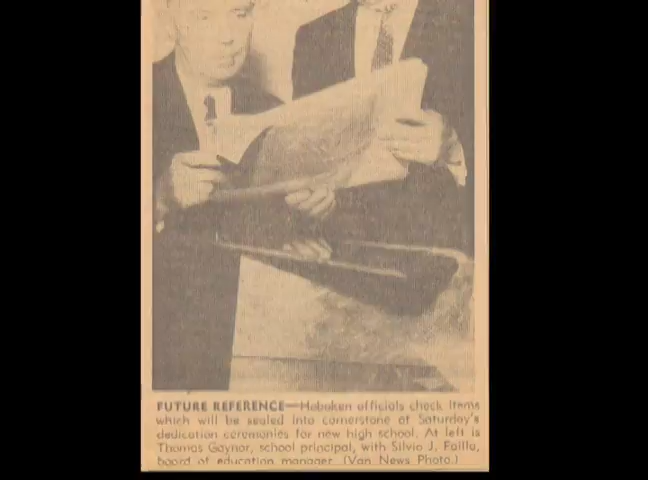 FUTURE REFERENCE—Hoboken officials check items
which will be sealed into cornerstone at Saturday's
dedication ceremonies for new high school. At left is
Thomas Gaynor, school principal, with Silvio J. Failla,
board of education manager. (Van News Photo.)